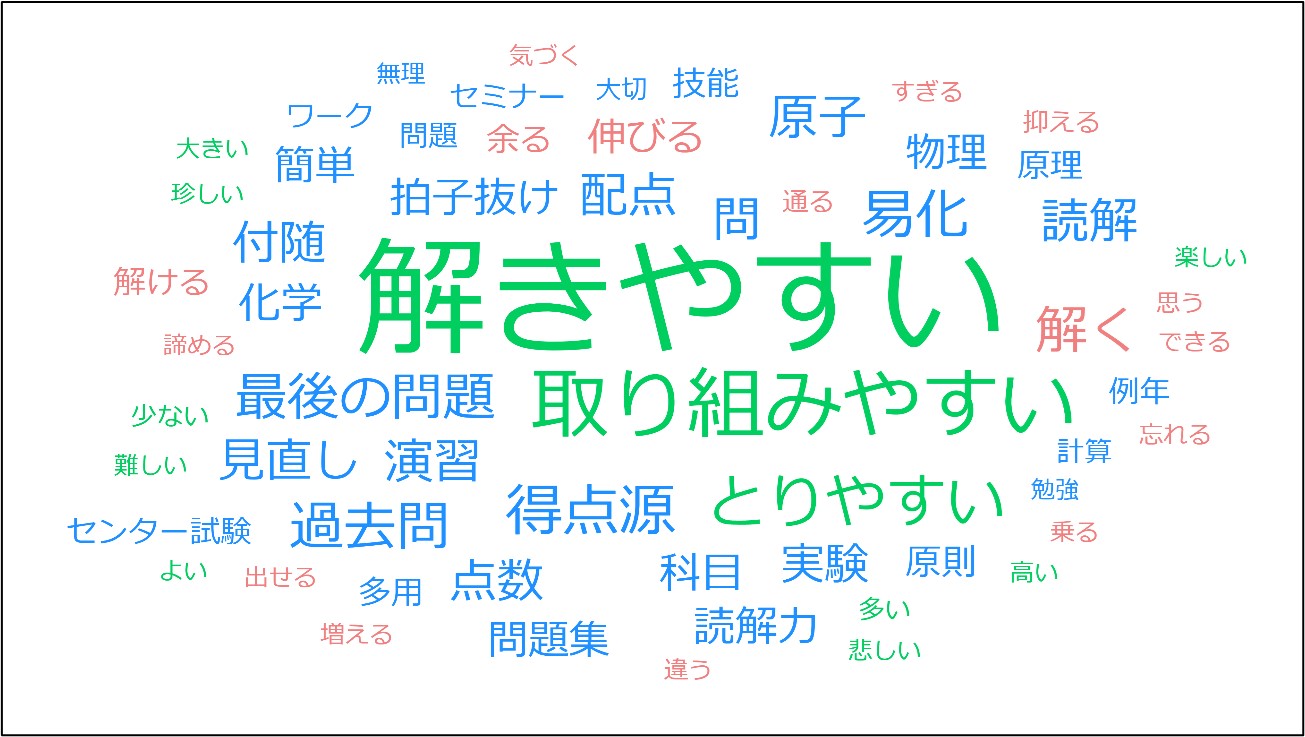 気づく
無理
セミナー
大切
技能
すぎる
ワーク
問題
余る
伸びる
原子
抑える
大きい
簡単
物理
原理
珍しい
拍子抜け
配点
問
通る
易化
読解
付随
解きやすい
楽しい
解ける
化学
解く
思う
諦める
できる
最後の問題
取り組みやすい
例年
少ない
忘れる
難しい
見直し
演習
計算
得点源
とりやすい
勉強
センター試験
過去問
乗る
よい
出せる
多用
点数
科目
実験
原則
高い
増える
問題集
読解力
多い
悲しい
違う